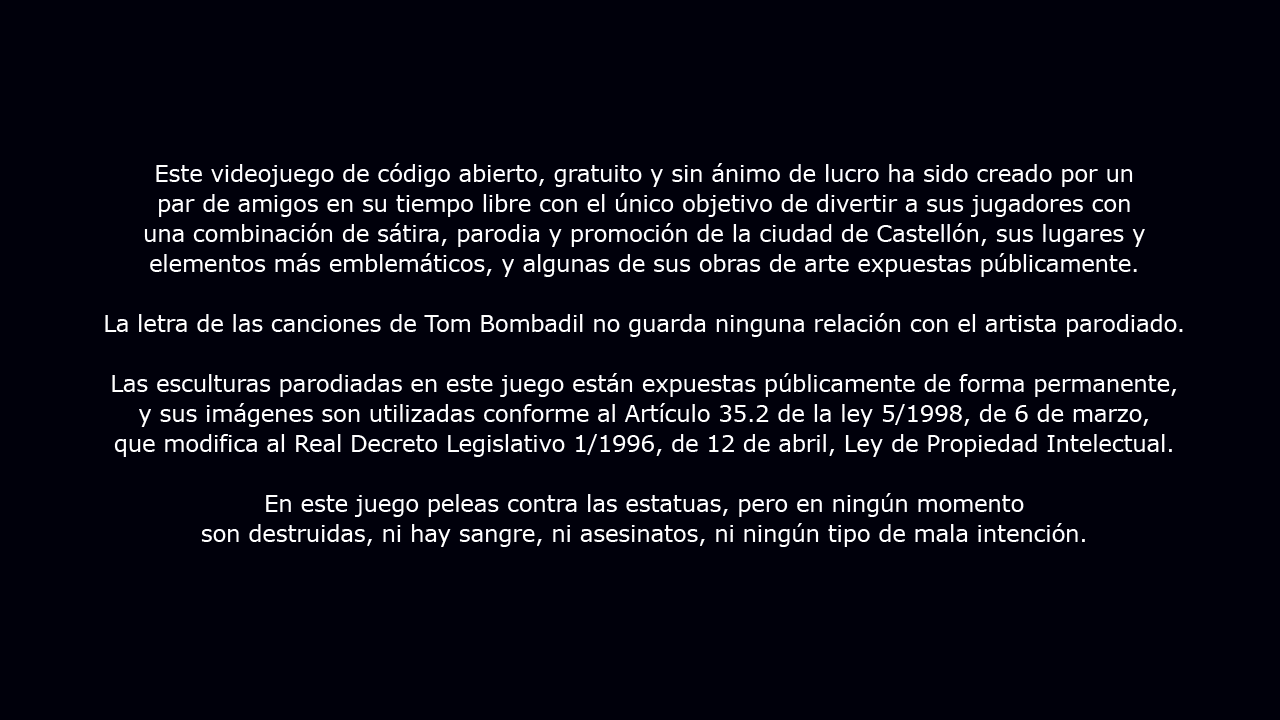 Este videojuego de código abierto, gratuito y sin ánimo de lucro ha sido creado por un
par de amigos en su tiempo libre con el único objetivo de divertir a sus jugadores con
una combinación de sátira, parodia y promoción de la ciudad de Castellón, sus lugares y
elementos más emblemáticos, y algunas de sus obras de arte expuestas públicamente.
La letra de las canciones de Tom Bombadil no guarda ninguna relación con el artista parodiado.
Las esculturas parodiadas en este juego están expuestas públicamente de forma permanente,
y sus imágenes son utilizadas conforme al Artículo 35.2 de la ley 5/1998, de 6 de marzo,
que modifica al Real Decreto Legislativo 1/1996, de 12 de abril, Ley de Propiedad Intelectual.
En este juego peleas contra las estatuas, pero en ningún momento
son destruidas, ni hay sangre, ni asesinatos, ni ningún tipo de mala intención.